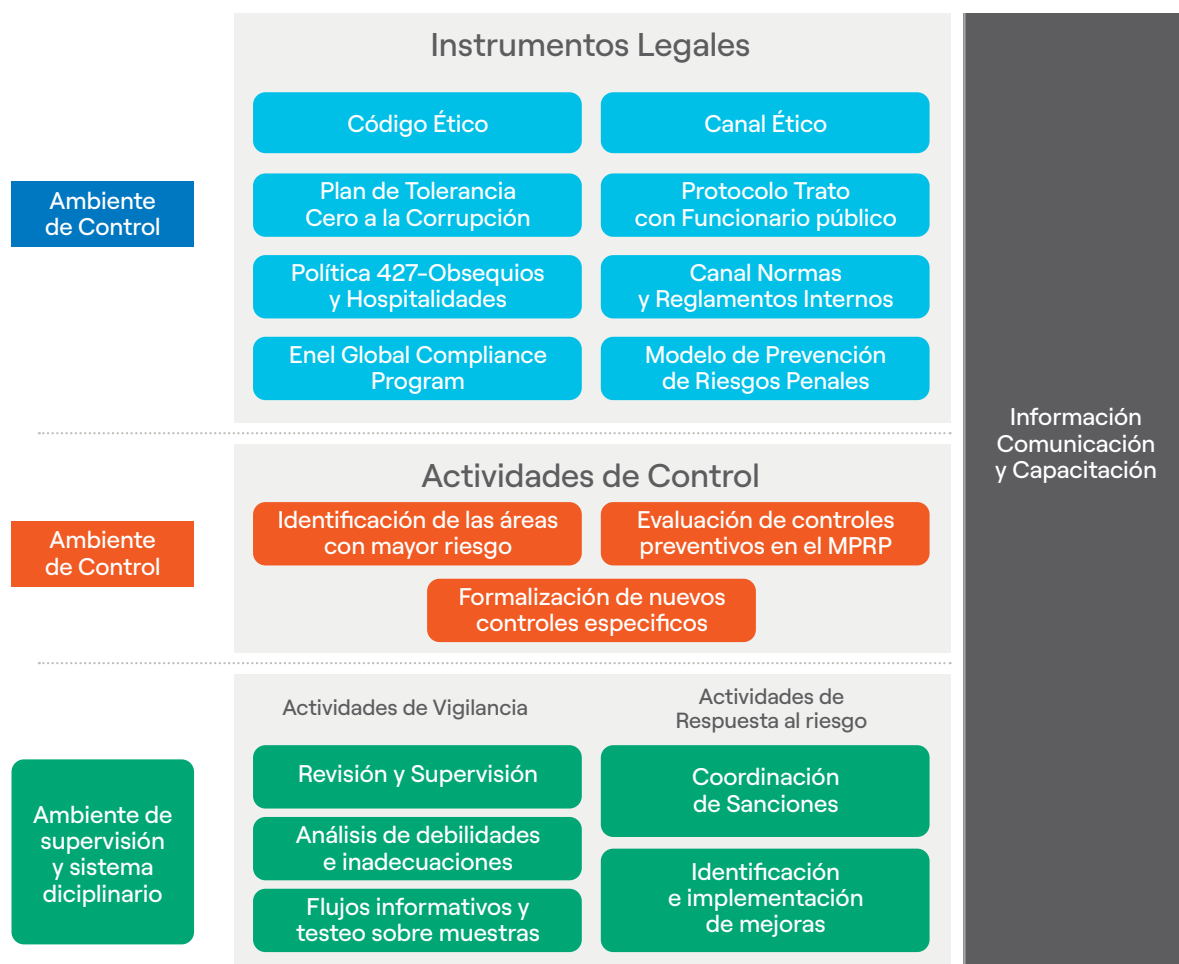 Instrumentos Legales
Ambiente
de Control
Código Ético
Canal Ético
Plan de Tolerancia
Cero a la Corrupción
Protocolo Trato
con Funcionario público
Política 427-Obsequios
y Hospitalidades
Canal Normas
y Reglamentos Internos
Enel Global Compliance
Program
Modelo de Prevención
de Riesgos Penales
Actividades de Control
Ambiente
de Control
Identificación de las áreas
con mayor riesgo
Evaluación de controles
preventivos en el MPRP
Formalización de nuevos
controles especificos
Ambiente de
supervisión
y sistema
diciplinario
Actividades de Vigilancia
Revisión y Supervisión
Análisis de debilidades
e inadecuaciones
Flujos informativos y
testeo sobre muestras
Actividades de
Respuesta al riesgo
Coordinación
de Sanciones
Identificación
e implementación
de mejoras
Información
Comunicación
y Capacitación